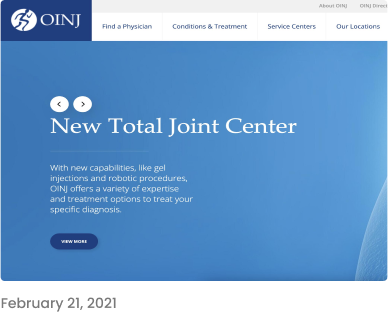 About OINJ OINJ Direct
OINJ
Find a Physician Conditions & Treatment Service Centers Our Locations
New Total Joint Center
With new capabilities, like gel
injections and robotic procedures,
OINJ offers a variety of expertise
and treatment options to treat your
specific diagnosis.
VIEW MORE
February 21, 2021